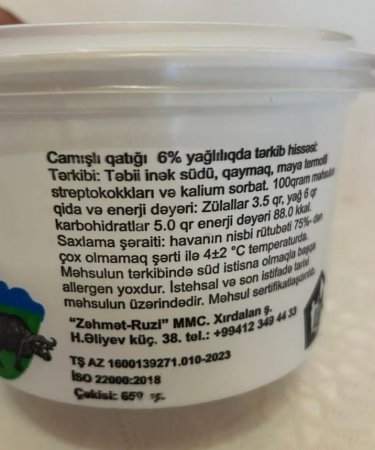 Camışlı qatığı 6% yağlılıqda tərkib hissəsi:
Tərkibi: Təbii inək südü, qaymaq, maya termofil
streptokokkları və kalium sorbat. 100qram məhsulun
qida və enerji dəyəri: Zülallar 3.5 qr, yağ 6 qr
karbohidratlar 5.0 qr enerji dəyəri 88.0 kkal.
Saxlama şəraiti: havanın nisbi rütubəti 75%-dən
çox olmamaq şərti ilə 4±2 °C temperaturda.
Məhsulun tərkibində süd istisna olmaqla başqa
allergen yoxdur. İstehsal və son istifadə tarixi
məhsulun üzərindədir. Məhsul sertifikatlaşdırılıb.
"Zəhmət-Ruzi" MMC. Xırdalan ş.
H.Əliyev küç. 38. tel.: +99412 349 44 33
TŞ AZ 1600139271.010-2023
İSO 22000:2018
Çəkisi: 650